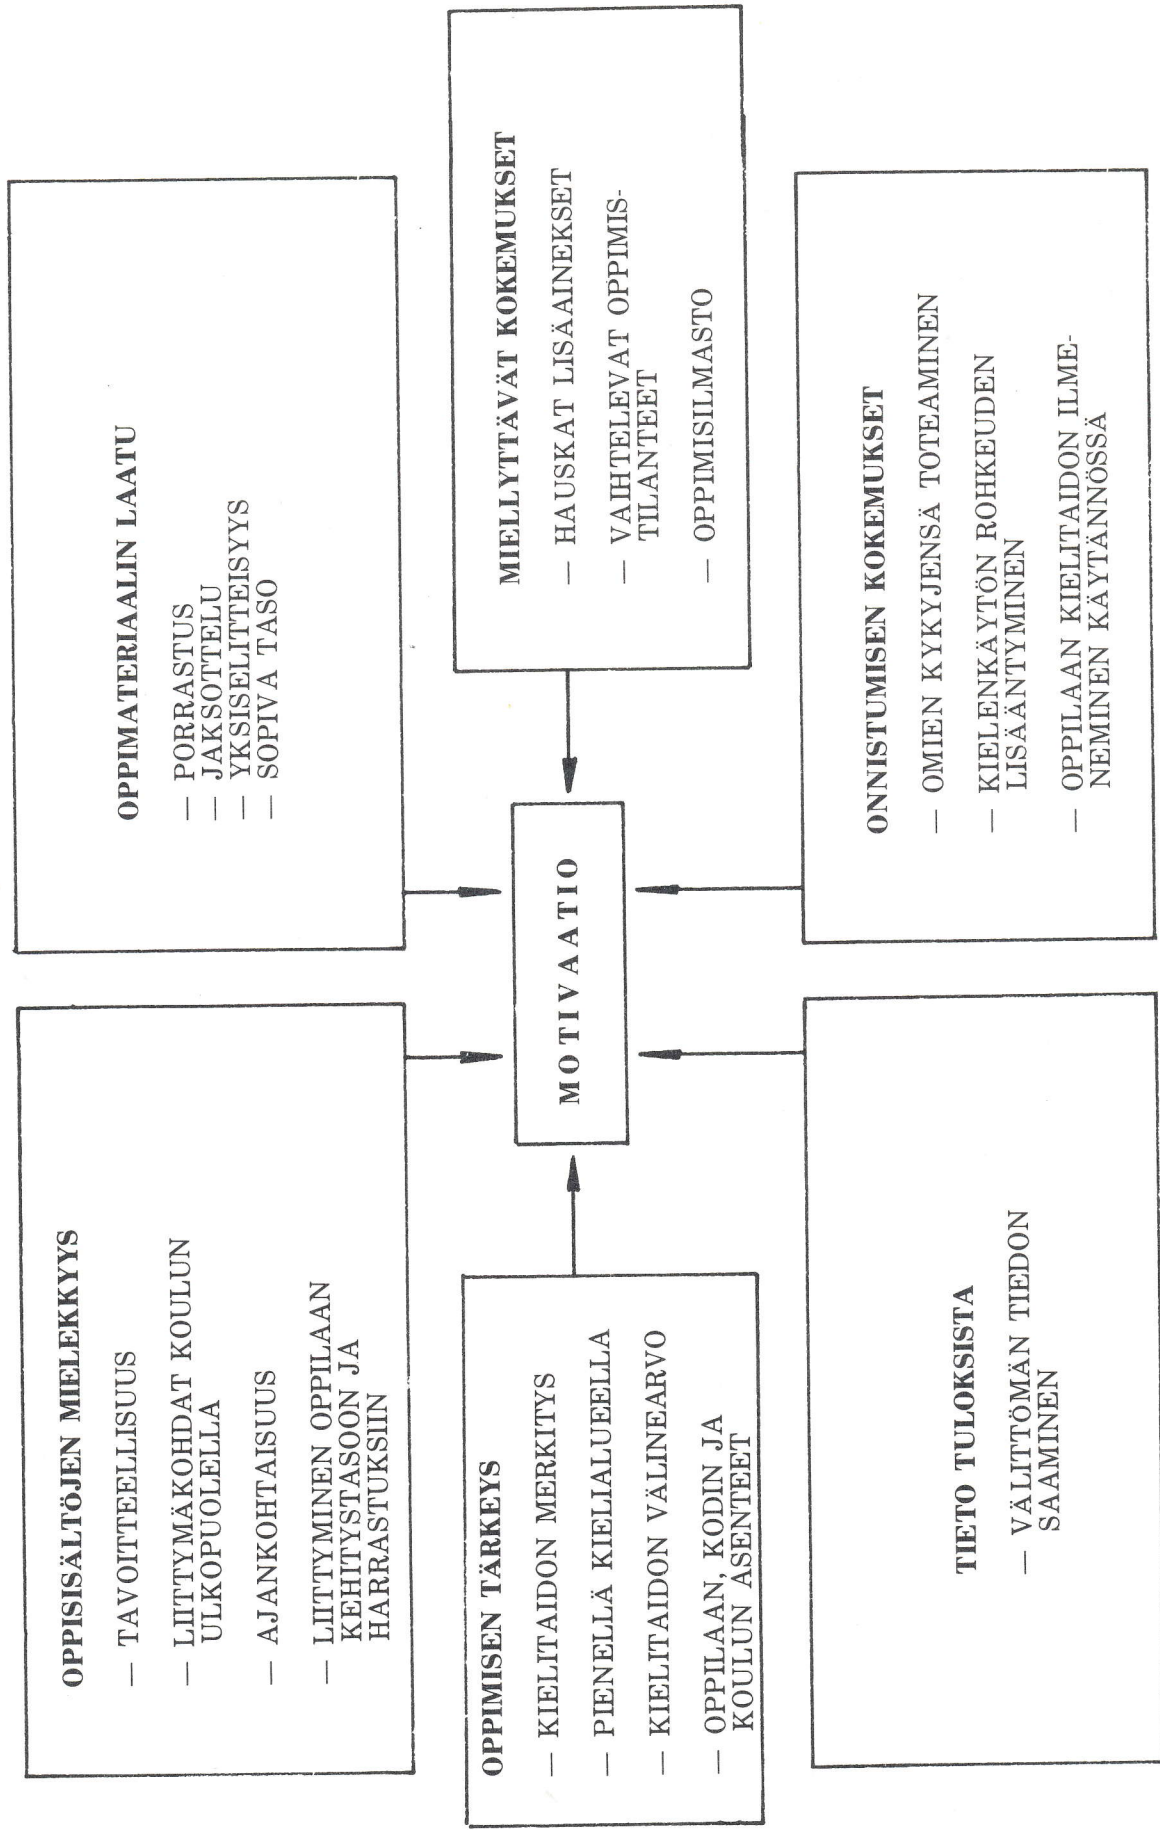 OPPISISÄLTÖJEN MIELEKKYYS
— TAVOITTEELLISUUS
— LIITTYMÄKOHDAT KOULUN
ULKOPUOLELLA
— AJANKOHTAISUUS
— LIITTYMINEN OPPILAAN
KEHITYSTASOON JA
HARRASTUKSIIN
OPPIMATERIAALIN LAATU
— PORRASTUS
— JAKSOTTELU
— YKSISELITTEISYYS
— SOPIVA TASO
OPPIMISEN TÄRKEYS
— KIELITAIDON MERKITYS
— PIENELLÄ KIELIALUEELLA
— KIELITAIDON VÄLINEARVO
— OPPILAAN, KODIN JA
KOULUN ASENTEET
MOTIVAATIO
MIELLYTTÄVÄT KOKEMUKSET
— HAUSKAT LISÄAINEKSET
— VAIHTELEVAT OPPIMIS-
TILANTEET
— OPPIMISILMASTO
TIETO TULOKSISTA
— VÄLITTÖMÄN TIEDON
SAAMINEN
ONNISTUMISEN KOKEMUKSET
— OMIEN KYKYJENSÄ TOTEAMINEN
— KIELENKÄYTÖN ROHKEUDEN
LISÄÄNTYMINEN
— OPPILAAN KIELITAIDON ILME-
NEMINEN KÄYTÄNNÖSSÄ